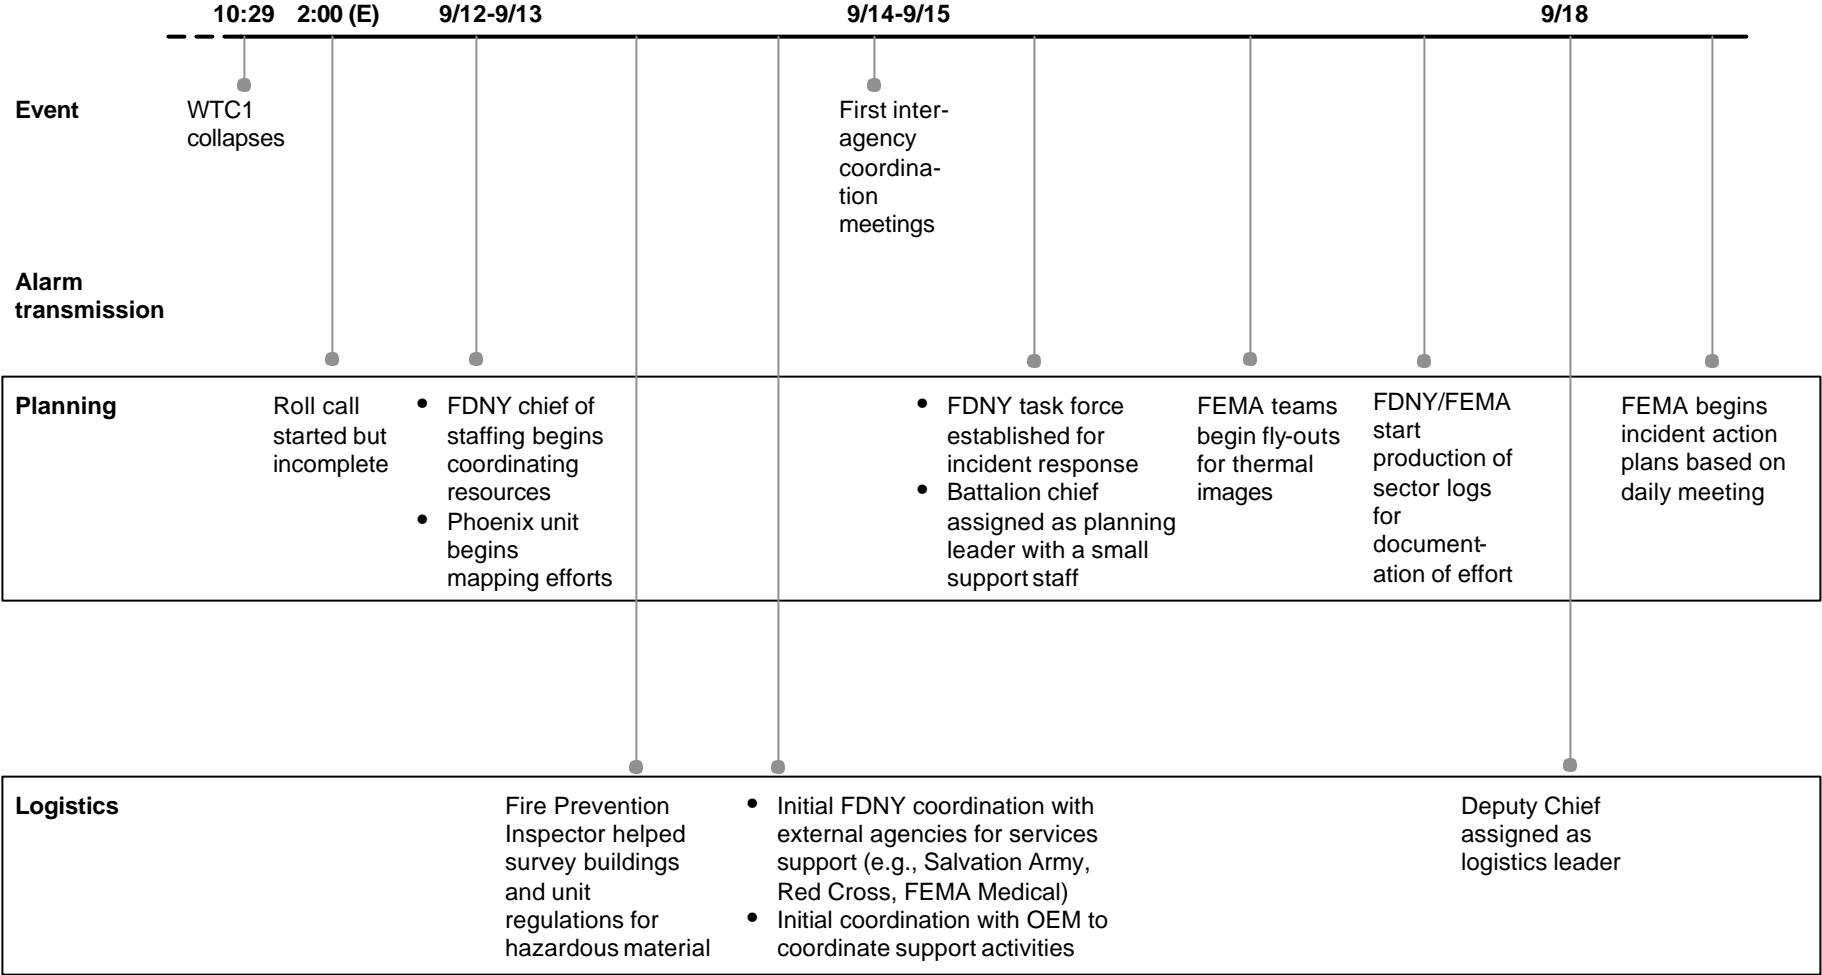 10:29 2:00 (E) 9/12-9/13 9/14-9/15 9/18
Event
WTC1
collapses
First inter-
agency
coordina-
tion
meetings
Alarm
transmission
Planning
Roll call
started but
incomplete
• FDNY chief of
staffing begins
coordinating
resources
• Phoenix unit
begins
mapping efforts
• FDNY task force
established for
incident response
• Battalion chief
assigned as planning
leader with a small
support staff
FEMA teams
begin fly-outs
for thermal
images
FDNY/FEMA
start
production of
sector logs
for
document-
ation of effort
FEMA begins
incident action
plans based on
daily meeting
Logistics
Fire Prevention
Inspector helped
survey buildings
and unit
regulations for
hazardous material
• Initial FDNY coordination with
external agencies for services
support (e.g., Salvation Army,
Red Cross, FEMA Medical)
• Initial coordination with OEM to
coordinate support activities
Deputy Chief
assigned as
logistics leader